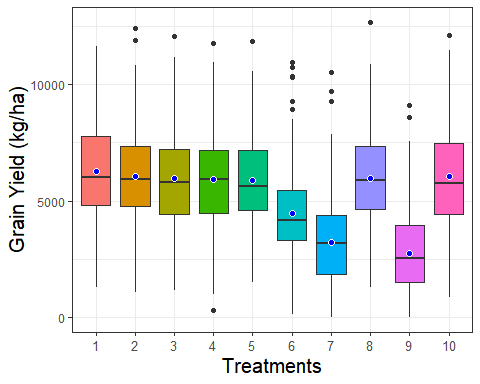 Grain Yield (kg/ha)
10000
5000
0
1 2 3 4 5 6 7 8 9 10
Treatments